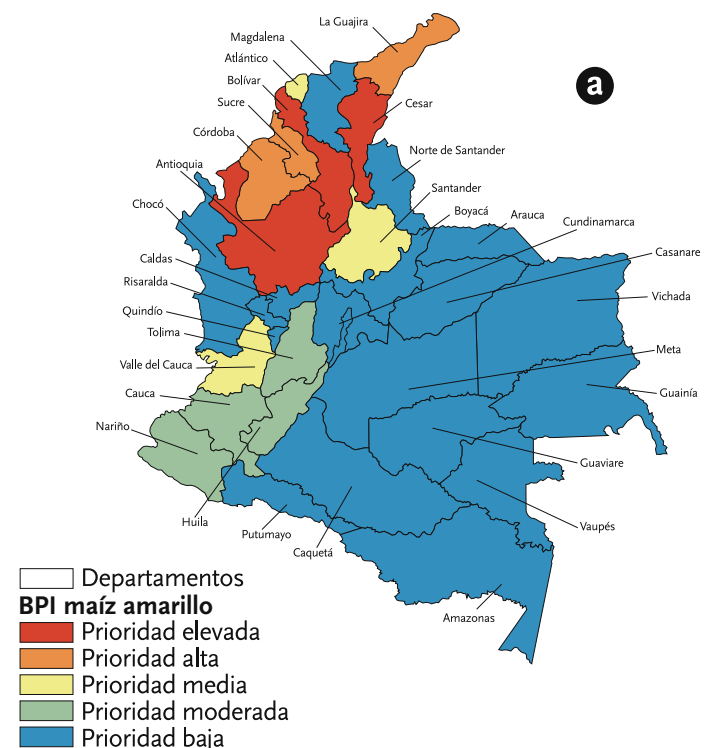 La Guajira
Magdalena
Atlántico
Bolívar
Sucre
Córdoba
Antioquia
Chocó
Caldas
Risaralda
Quindío
Tolima
Valle del Cauca
Cauca
Nariño
Huila
Putumayo
Caquetá
Amazonas
Vaupés
Guaviare
Guainía
Meta
Vichada
Casanare
Cundinamarca
Arauca
Boyacá
Santander
Norte de Santander
Cesar
a
Departamentos
BPI maíz amarillo
Prioridad elevada
Prioridad alta
Prioridad media
Prioridad moderada
Prioridad baja